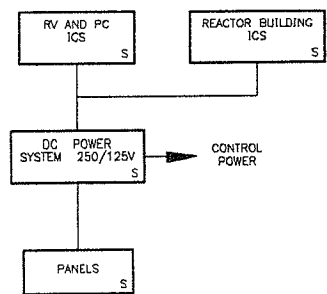 RV AND PC
ICS
S
REACTOR BUILDING
ICS
S
DC POWER
SYSTEM 250/125V
S
CONTROL
POWER
PANELS
S